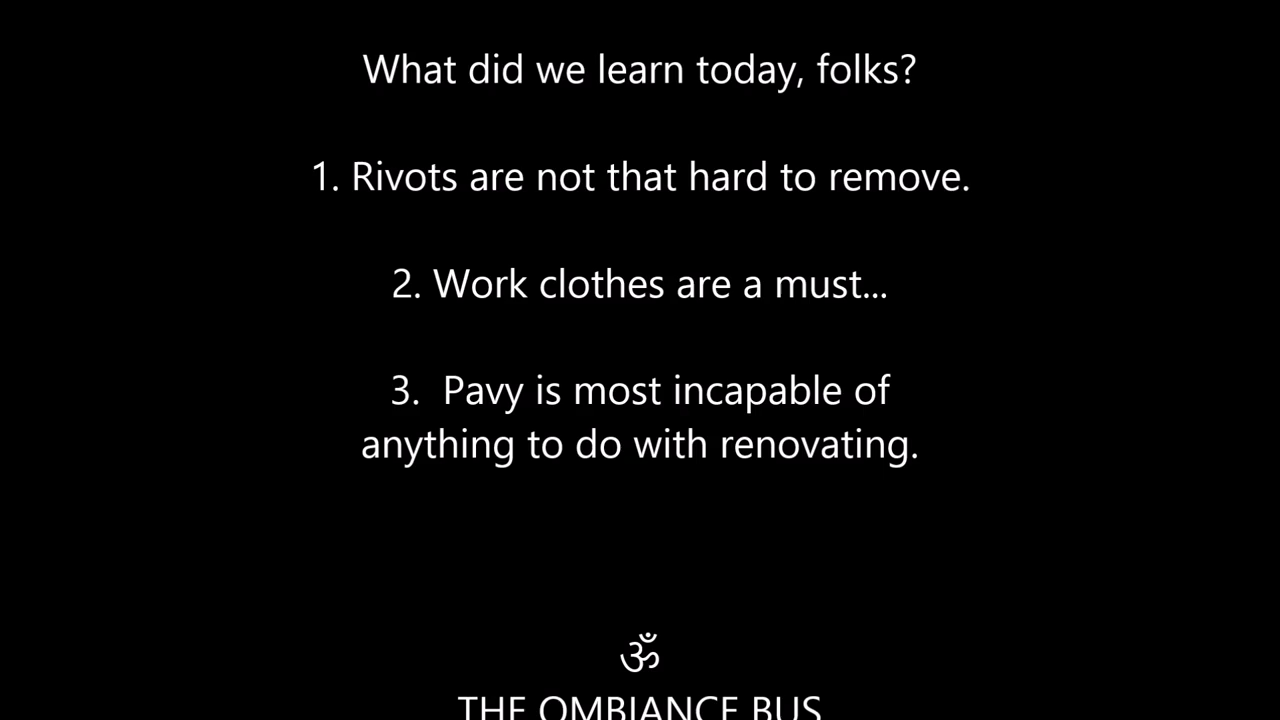 What did we learn today, folks?
1. Rivots are not that hard to remove.
2. Work clothes are a must...
3. Pavy is most incapable of
anything to do with renovating.
ॐ
THE OMBIANCE BUS